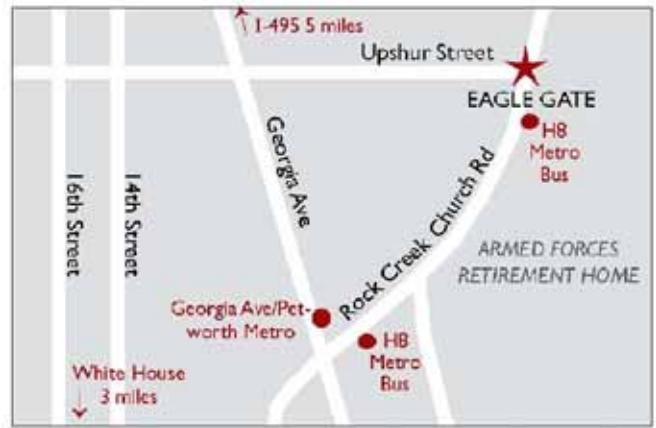 I-495 5 miles
Upshur Street
EAGLE GATE
H8
Metro
Bus
Georgia Ave
Rock Creek Church Rd
16th Street
14th Street
ARMED FORCES
RETIREMENT HOME
Georgia Ave/Pet-
worth Metro
H8
Metro
Bus
White House
3 miles